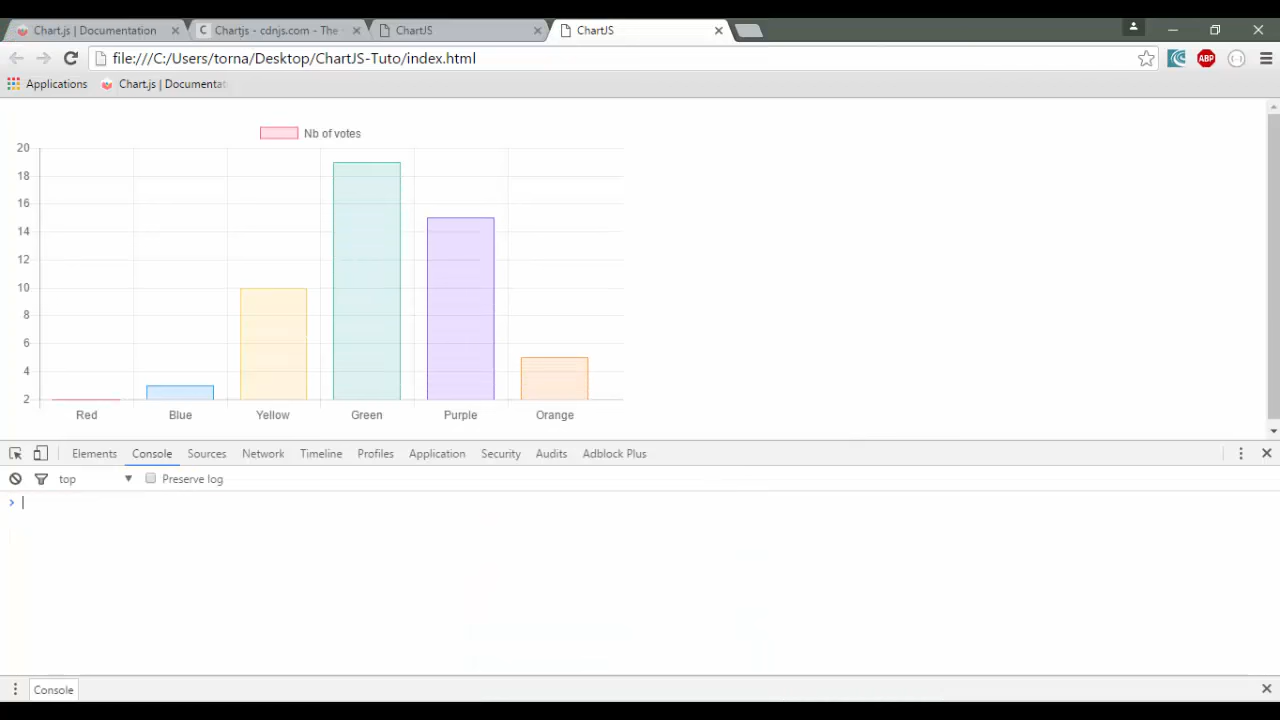 Chart.js | Documentation
Chartjs - cdnjs.com - The
ChartJS
ChartJS
file:///C:/Users/torna/Desktop/ChartJS-Tuto/index.html
ABP
Applications
Chart.js | Documentat
Nb of votes
20
18
16
14
12
10
8
6
4
2
Red Blue Yellow Green Purple Orange
Elements Console Sources Network Timeline Profiles Application Security Audits Adblock Plus
top Preserve log
Console